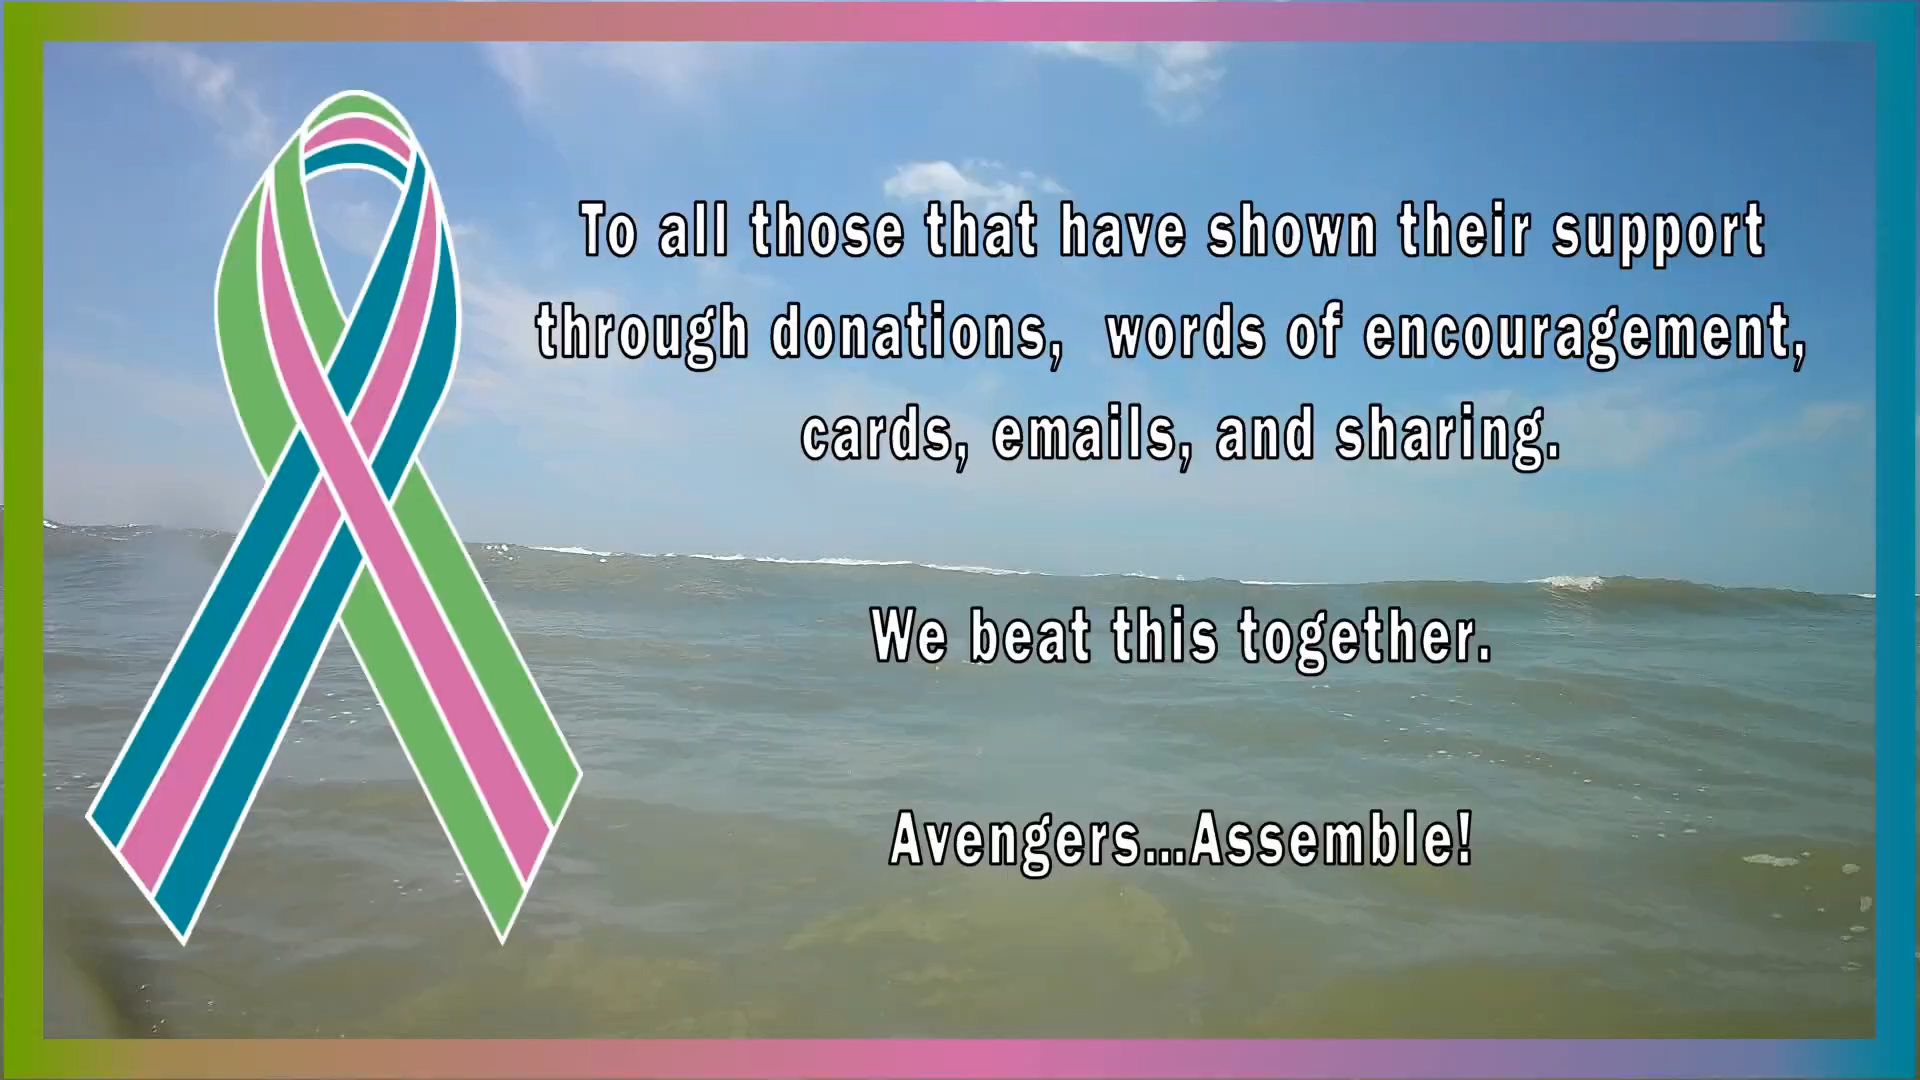 To all those that have shown their support
through donations,  words of encouragement,
cards, emails, and sharing.
We beat this together.
Avengers...Assemble!